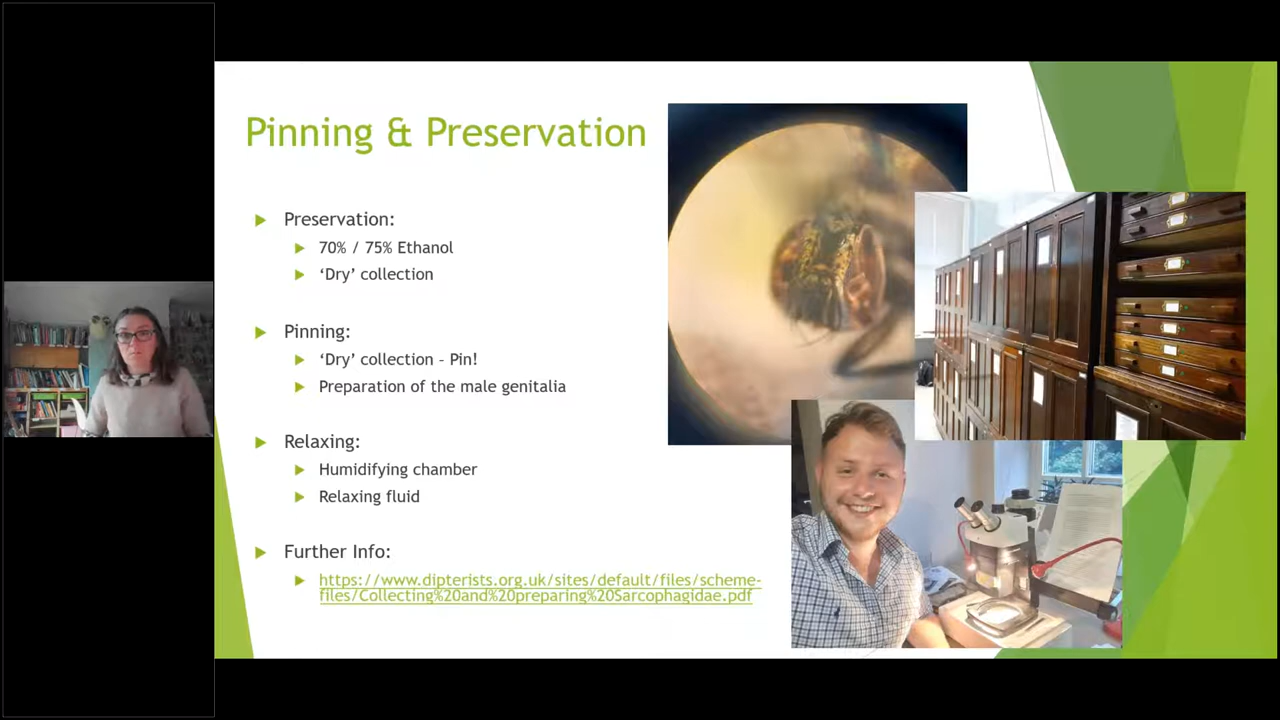 Pinning & Preservation
Preservation:
70% / 75% Ethanol
‘Dry’ collection
Pinning:
‘Dry’ collection - Pin!
Preparation of the male genitalia
Relaxing:
Humidifying chamber
Relaxing fluid
Further Info:
https://www.dipterists.org.uk/sites/default/files/scheme-
files/Collecting%20and%20preparing%20Sarcophagidae.pdf